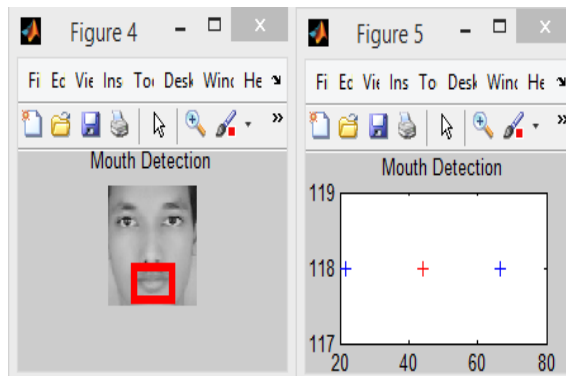 Figure 4
Fi Ec Vie Ins Too Desk Winc He
Mouth Detection
Figure 5
Fi Ec Vie Ins To Desk Winc He
Mouth Detection
119
118
117
20 40 60 80